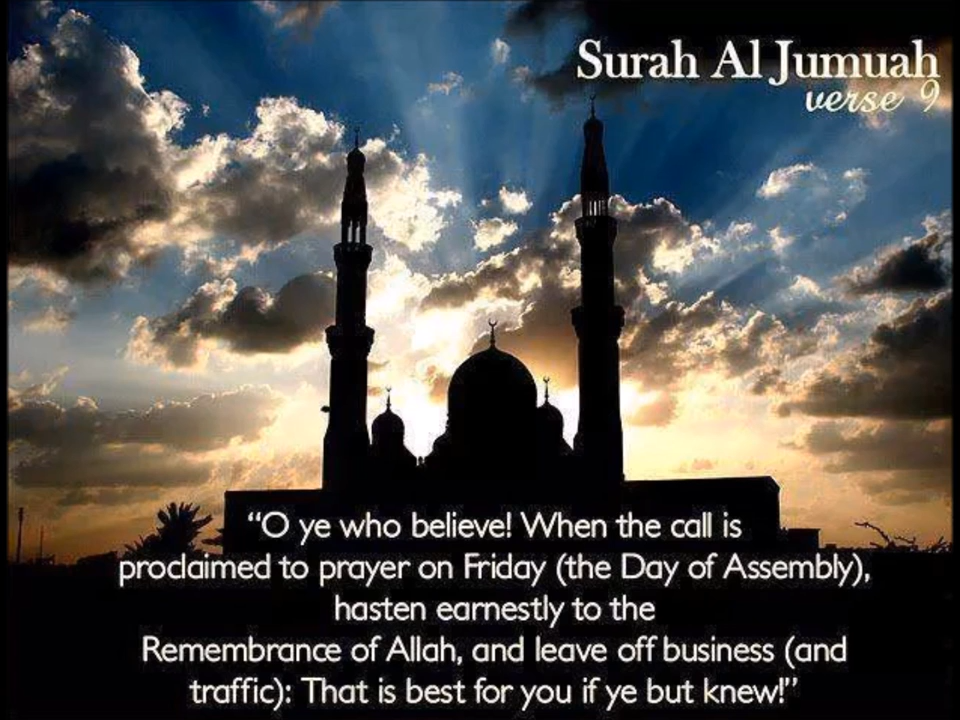 Surah Al Jumuah
verse 9
“O ye who believe! When the call is
proclaimed to prayer on Friday (the Day of Assembly),
hasten earnestly to the
Remembrance of Allah, and leave off business (and
traffic): That is best for you if ye but knew!”